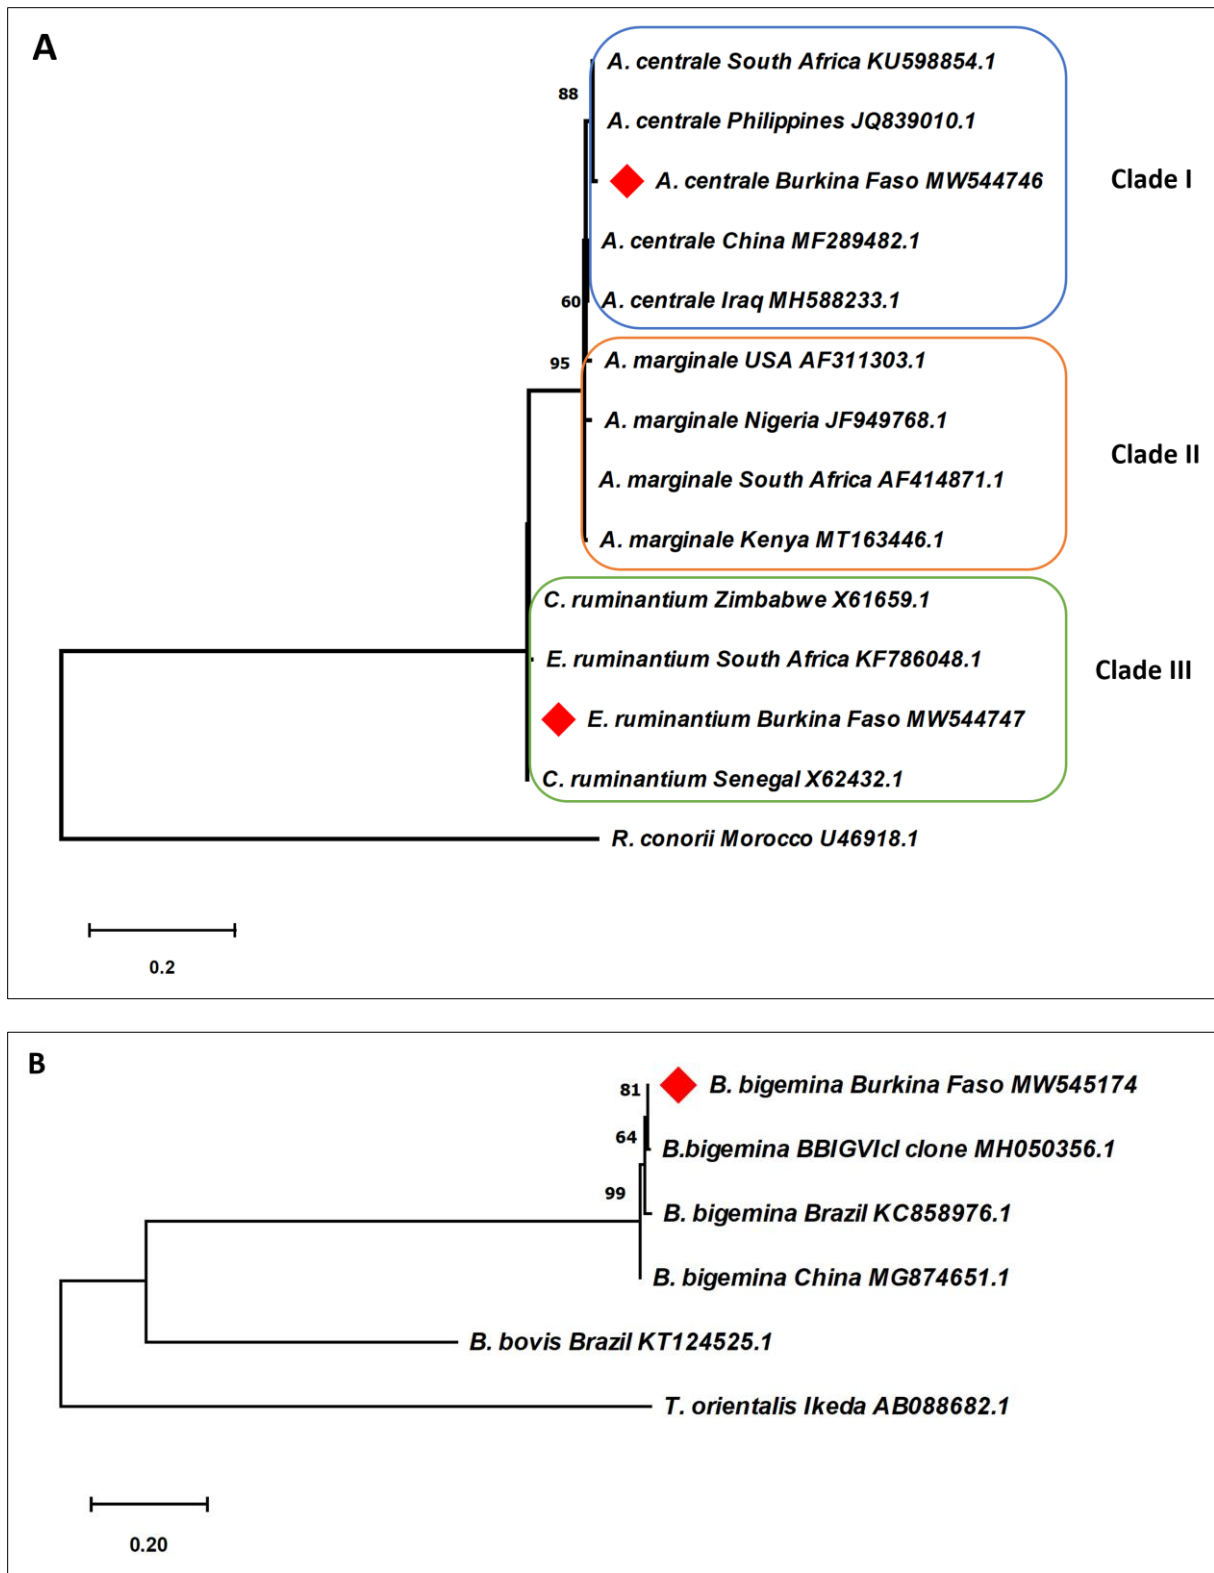 A
A. centrale South Africa KU598854.1
88
A. centrale Philippines JQ839010.1
A. centrale Burkina Faso MW544746
Clade I
A. centrale China MF289482.1
60
A. centrale Iraq MH588233.1
95
A. marginale USA AF311303.1
A. marginale Nigeria JF949768.1
Clade II
A. marginale South Africa AF414871.1
A. marginale Kenya MT163446.1
C. ruminantium Zimbabwe X61659.1
E. ruminantium South Africa KF786048.1
Clade III
E. ruminantium Burkina Faso MW544747
C. ruminantium Senegal X62432.1
R. conorii Morocco U46918.1
0.2
B
81
B. bigemina Burkina Faso MW545174
64
B.bigemina BBIGVIcl clone MH050356.1
99
B. bigemina Brazil KC858976.1
B. bigemina China MG874651.1
B. bovis Brazil KT124525.1
T. orientalis Ikeda AB088682.1
0.20